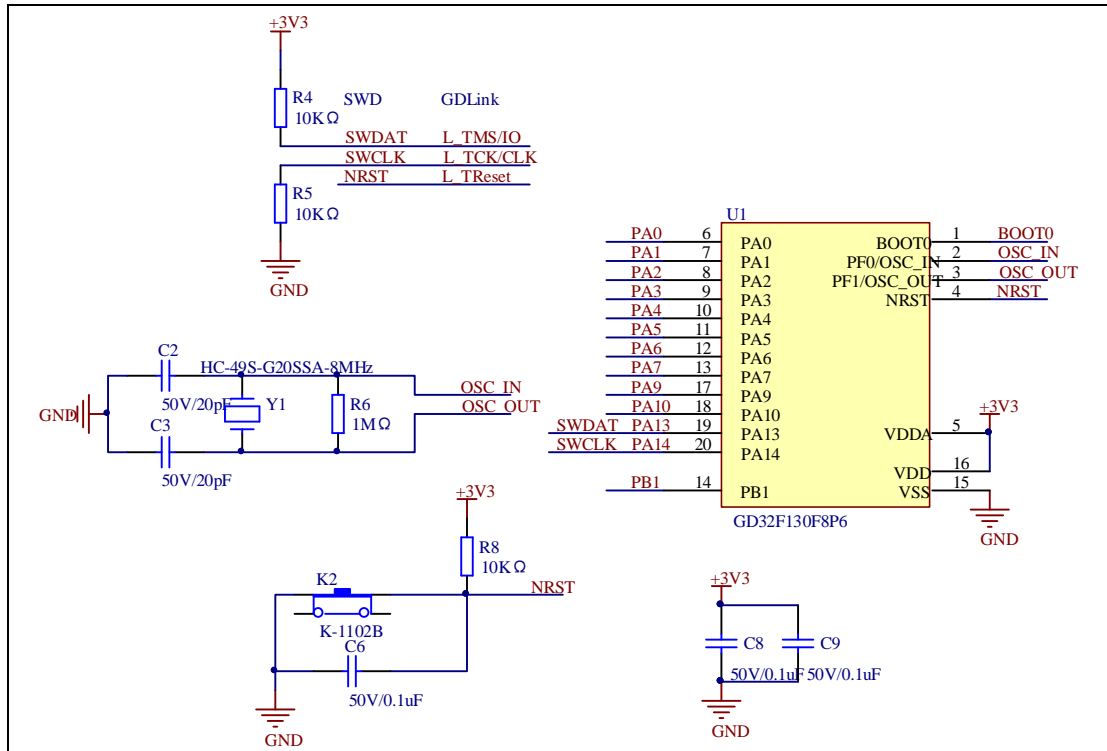 +3V3
R4
10KΩ
SWD GDLink
SWDAT L_TMS/IO
SWCLK L_TCK/CLK
NRST L_TReset
R5
10KΩ
GND
U1
PA0 6 PA0
PA1 7 PA1
PA2 8 PA2
PA3 9 PA3
PA4 10 PA4
PA5 11 PA5
PA6 12 PA6
PA7 13 PA7
PA9 17 PA9
PA10 18 PA10
SWDAT PA13 19 PA13
SWCLK PA14 20 PA14
PB1 14 PB1
BOOT0 1 BOOT0
PF0/OSC_IN 2 OSC_IN
PF1/OSC_OUT 3 OSC_OUT
NRST 4 NRST
+3V3
VDDA 5
VDD 16
VSS 15
GND
GD32F130F8P6
C2
HC-49S-G20SSA-8MHz
50V/20pF
Y1
R6
1MΩ
OSC_IN
OSC_OUT
GND
C3
50V/20pF
+3V3
R8
10KΩ
K2
NRST
K-1102B
C6
50V/0.1uF
GND
+3V3
C8 C9
50V/0.1uF 50V/0.1uF
GND